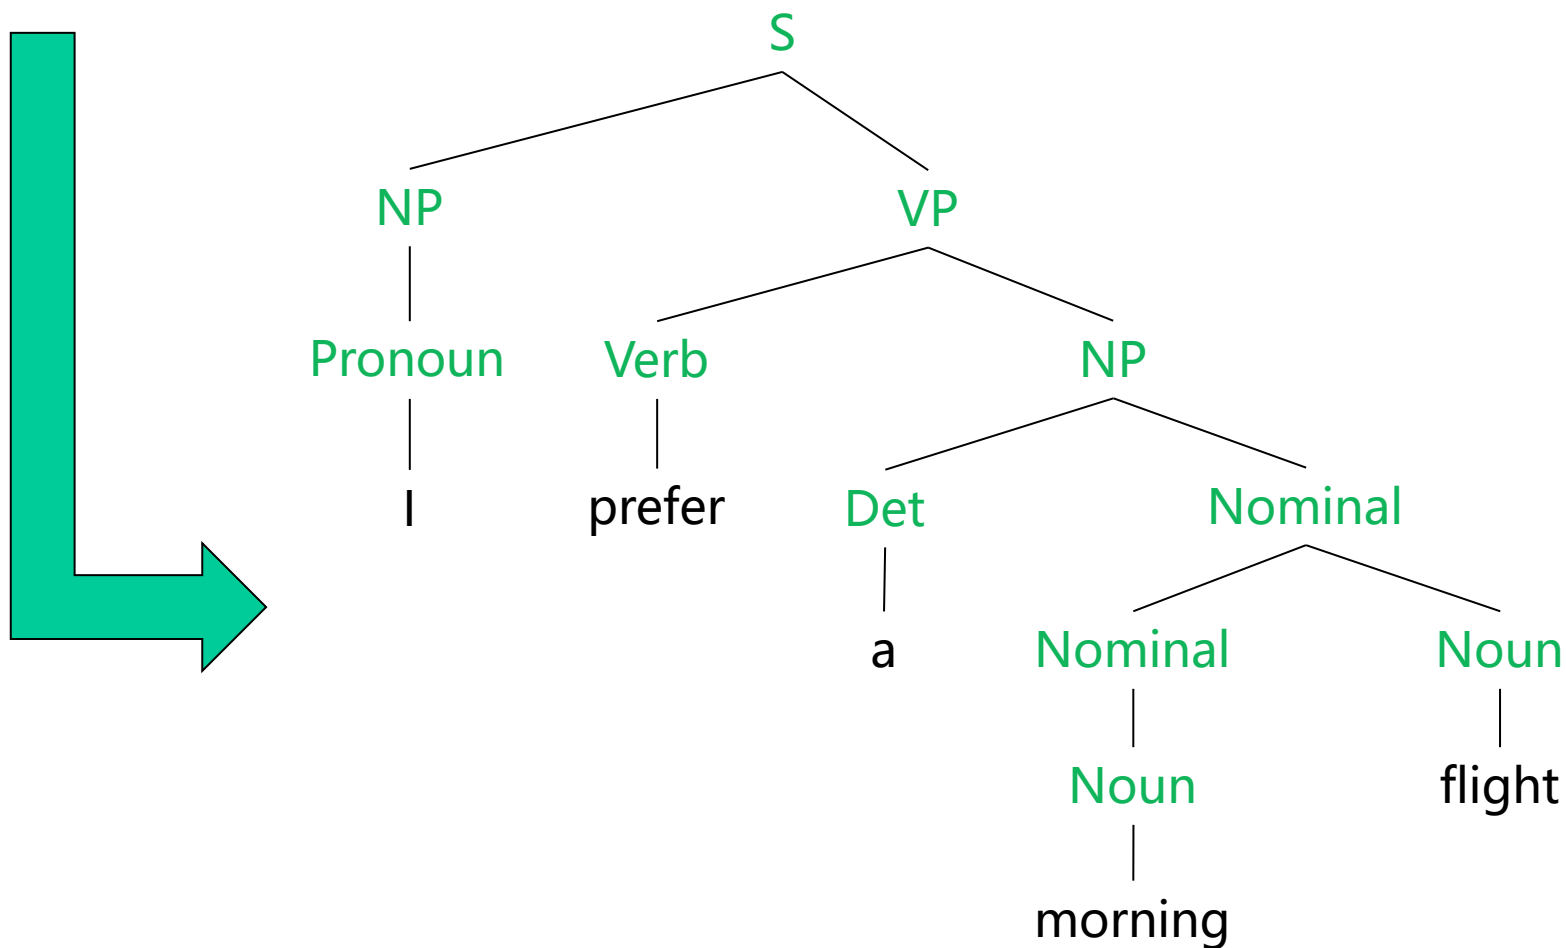 S
NP VP
Pronoun Verb NP
I prefer Det Nominal
a Nominal Noun
Noun flight
morning